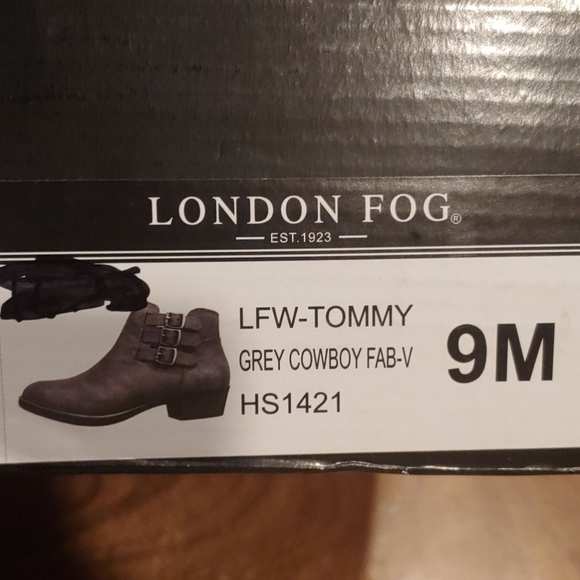 LONDON FOG®
EST.1923
LFW-TOMMY
GREY COWBOY FAB-V
HS1421
9M